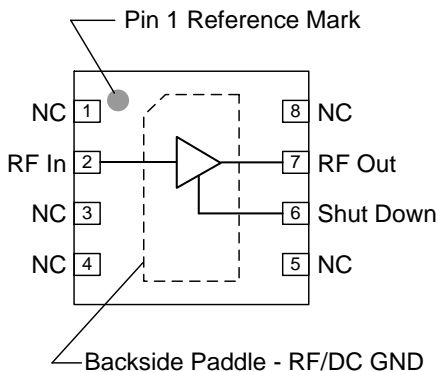 Pin 1 Reference Mark
NC 1 8 NC
RF In 2 7 RF Out
NC 3 6 Shut Down
NC 4 5 NC
Backside Paddle - RF/DC GND